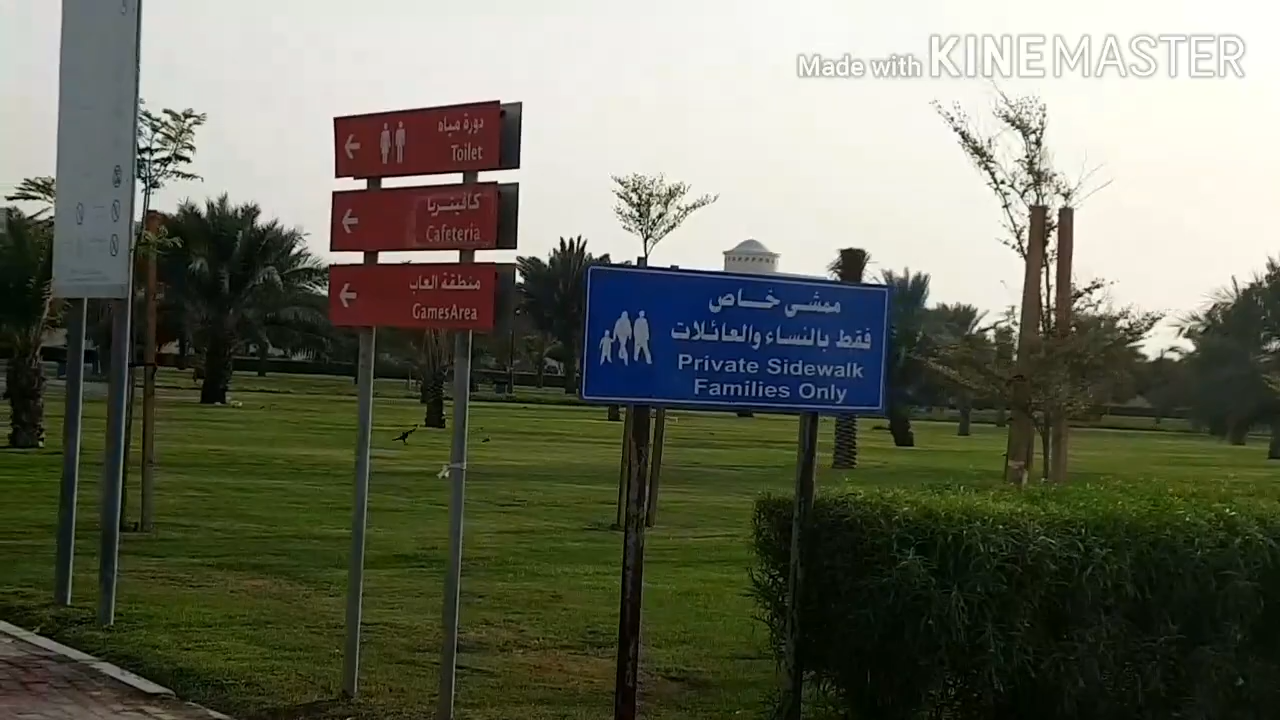 Made with KINEMASTER
دورة مياه
Toilet
كافيتريا
Cafeteria
منطقة العاب
GamesArea
ممشى خاص
فقط بالنساء والعائلات
Private Sidewalk
Families Only